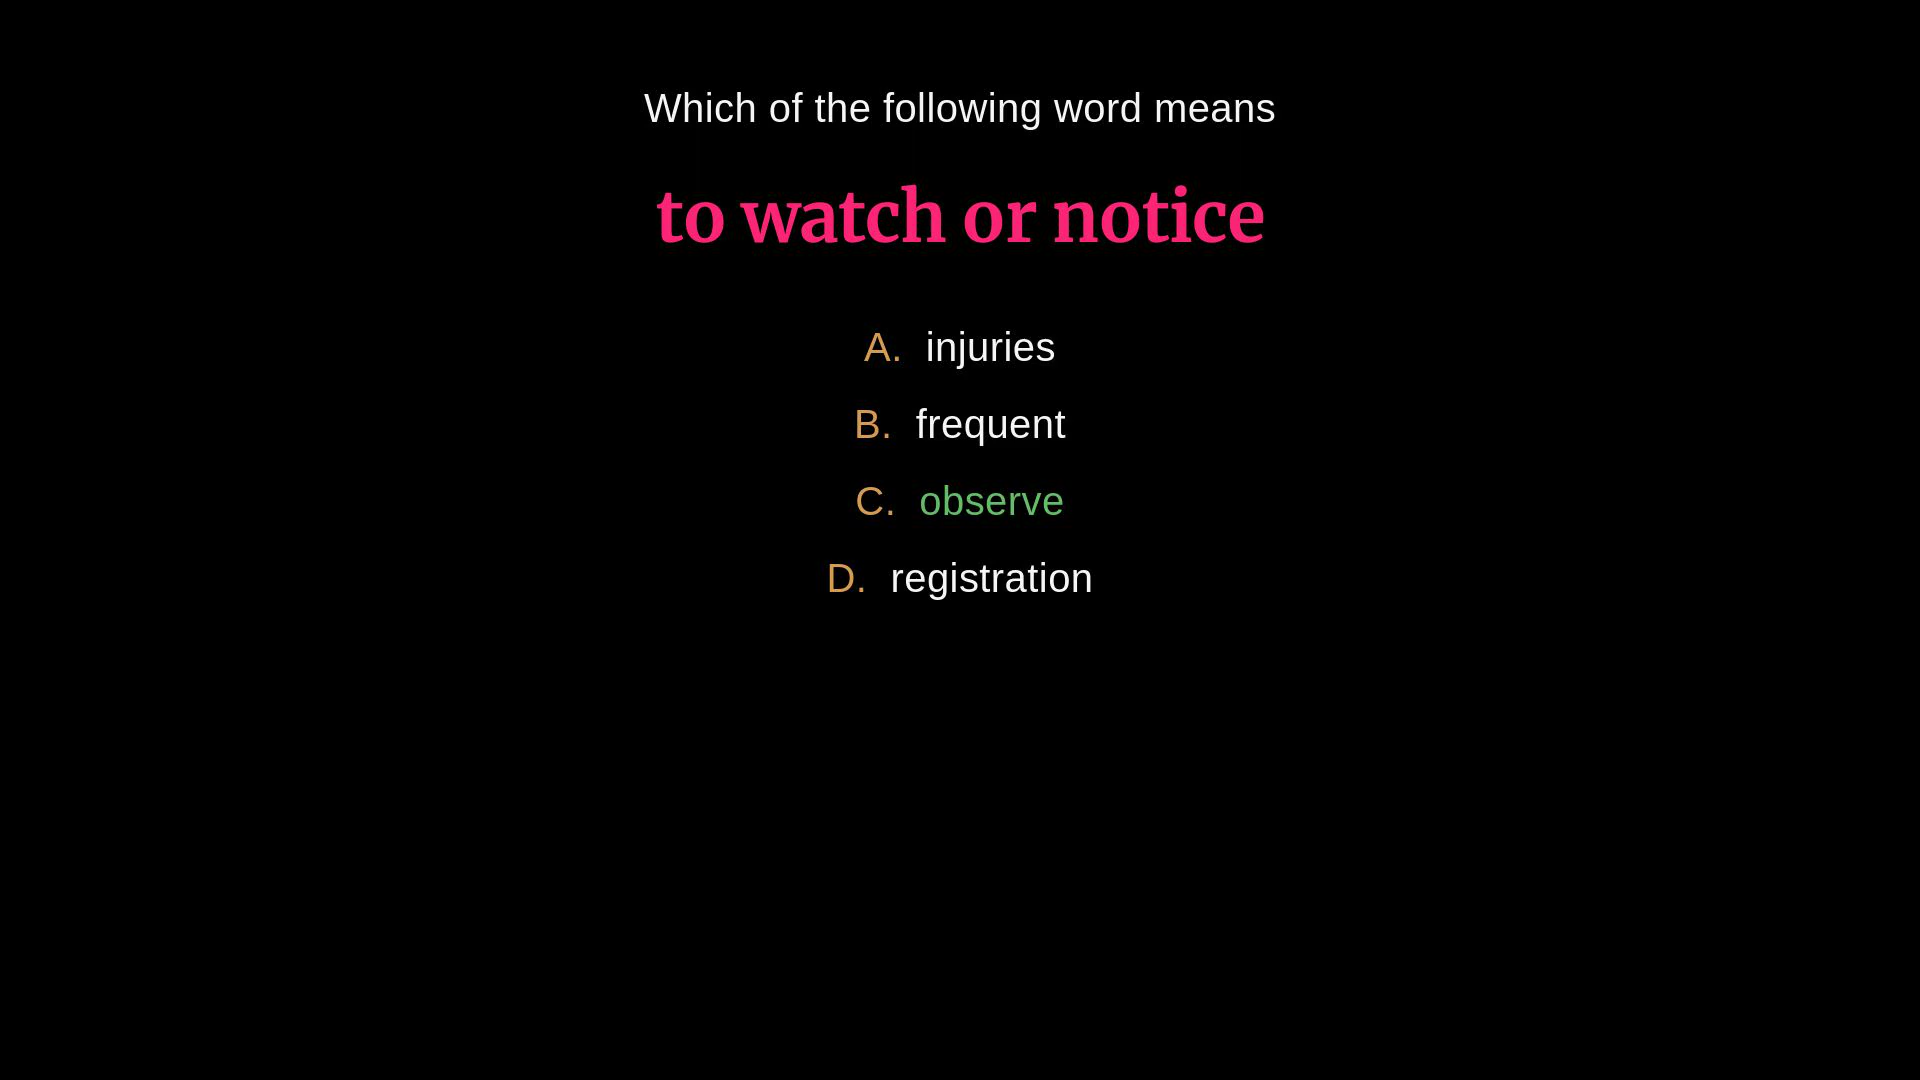 Which of the following word means
to watch or notice
A. injuries
B. frequent
C. observe
D. registration